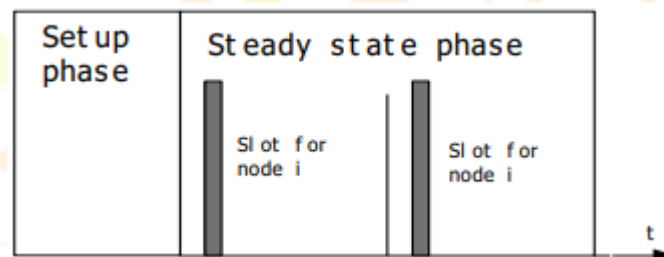 Set up
phase
Steady state phase
Slot for
node i
Slot for
node i
t